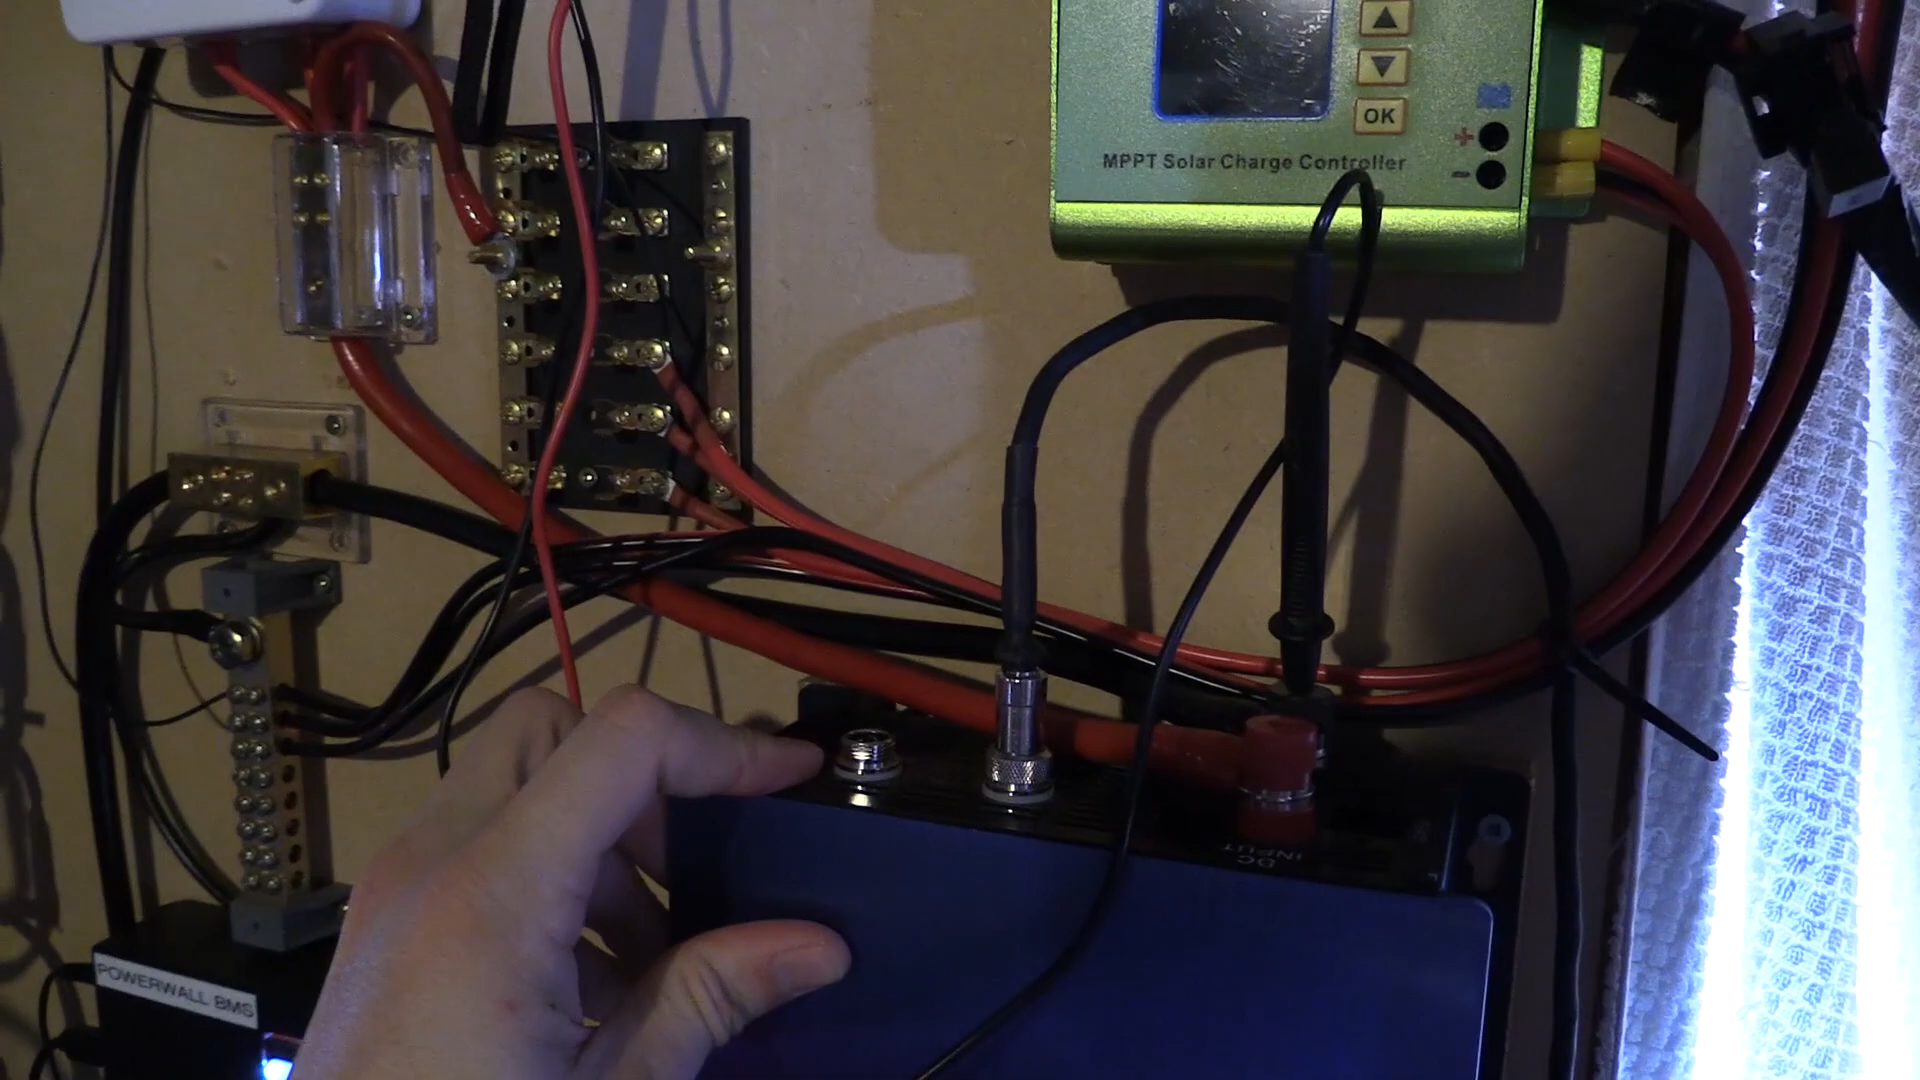 OK
+
MPPT Solar Charge Controller
-
DC
INPUT
POWERWALL BMS